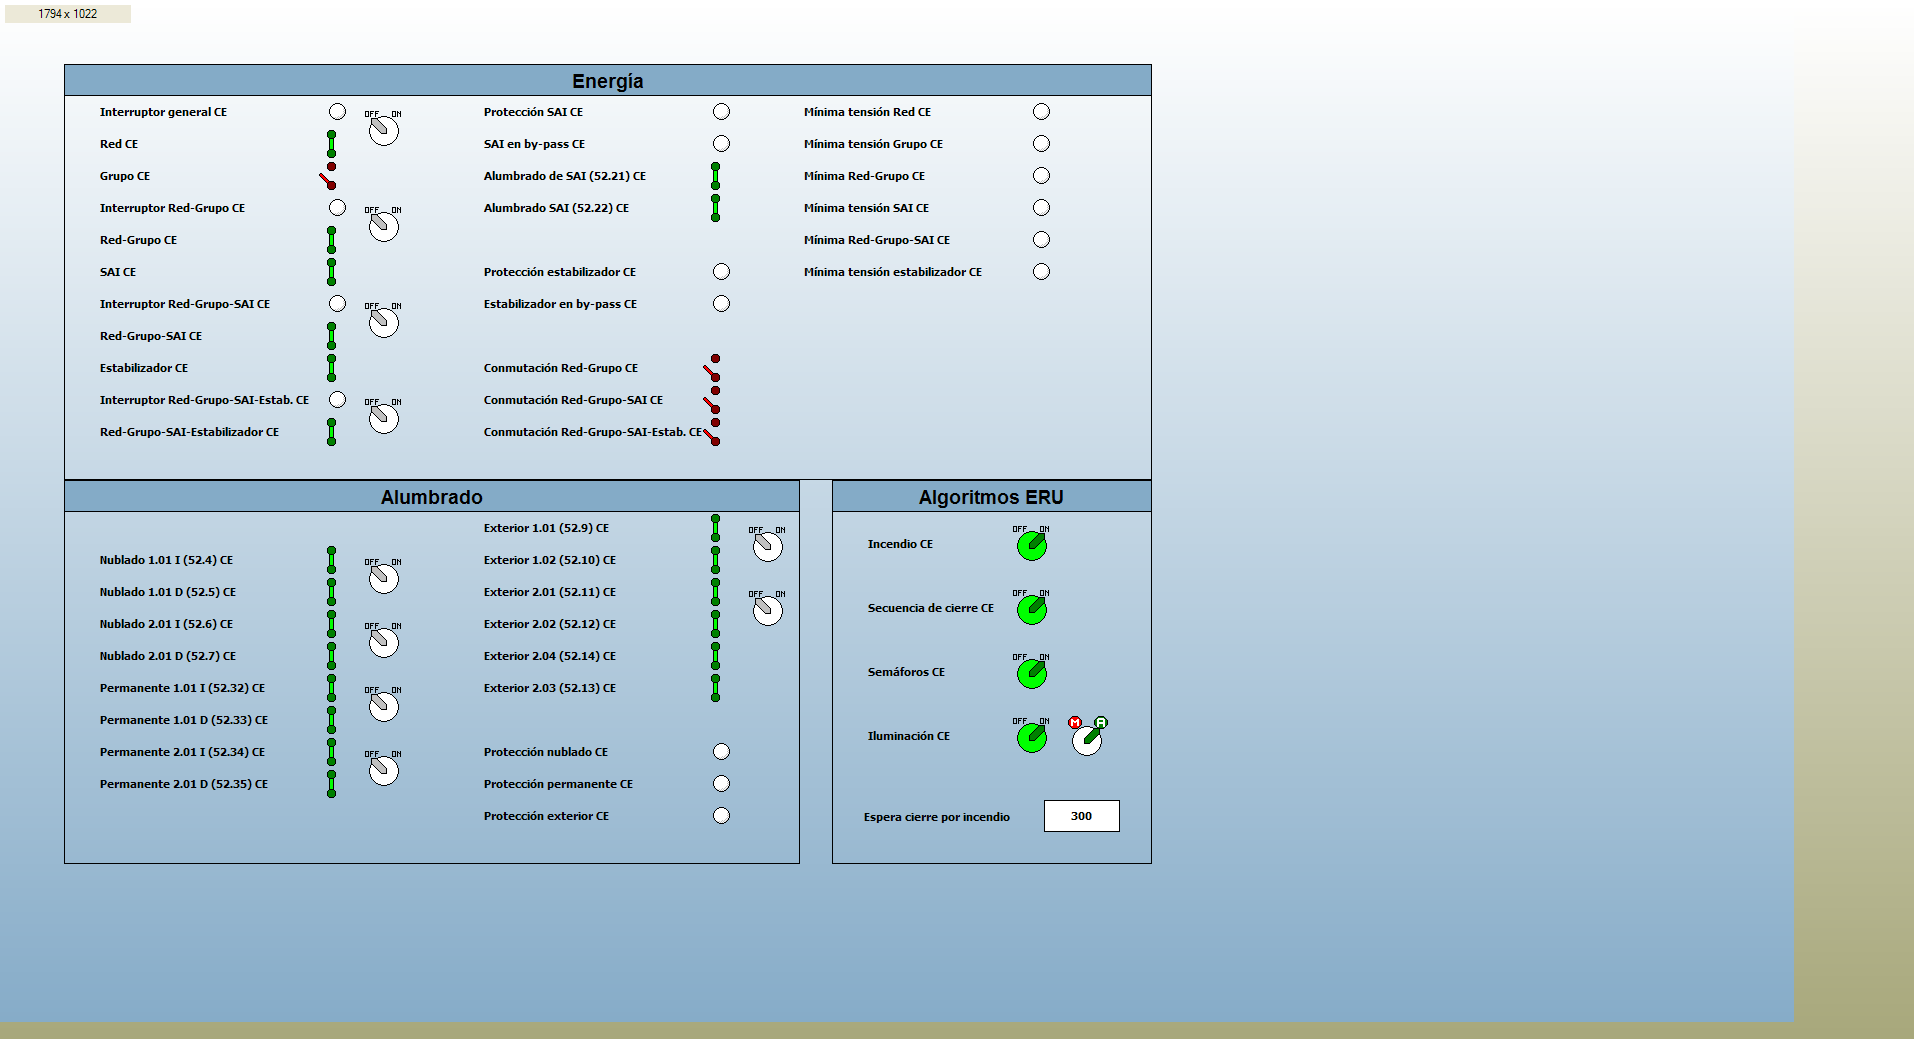 1794 x 1022
Energía
Interruptor general CE
OFF ON
Red CE
Grupo CE
Interruptor Red-Grupo CE
OFF ON
Red-Grupo CE
SAI CE
Interruptor Red-Grupo-SAI CE
OFF ON
Red-Grupo-SAI CE
Estabilizador CE
Interruptor Red-Grupo-SAI-Estab. CE
OFF ON
Red-Grupo-SAI-Estabilizador CE
Protección SAI CE
SAI en by-pass CE
Alumbrado de SAI (52.21) CE
Alumbrado SAI (52.22) CE
Protección estabilizador CE
Estabilizador en by-pass CE
Conmutación Red-Grupo CE
Conmutación Red-Grupo-SAI CE
Conmutación Red-Grupo-SAI-Estab. CE
Mínima tensión Red CE
Mínima tensión Grupo CE
Mínima Red-Grupo CE
Mínima tensión SAI CE
Mínima Red-Grupo-SAI CE
Mínima tensión estabilizador CE
Alumbrado
Nublado 1.01 I (52.4) CE
OFF ON
Nublado 1.01 D (52.5) CE
Nublado 2.01 I (52.6) CE
OFF ON
Nublado 2.01 D (52.7) CE
Permanente 1.01 I (52.32) CE
OFF ON
Permanente 1.01 D (52.33) CE
Permanente 2.01 I (52.34) CE
OFF ON
Permanente 2.01 D (52.35) CE
Exterior 1.01 (52.9) CE
OFF ON
Exterior 1.02 (52.10) CE
Exterior 2.01 (52.11) CE
OFF ON
Exterior 2.02 (52.12) CE
Exterior 2.04 (52.14) CE
Exterior 2.03 (52.13) CE
Protección nublado CE
Protección permanente CE
Protección exterior CE
Algoritmos ERU
OFF ON
Incendio CE
OFF ON
Secuencia de cierre CE
OFF ON
Semáforos CE
OFF ON M A
Iluminación CE
Espera cierre por incendio 300